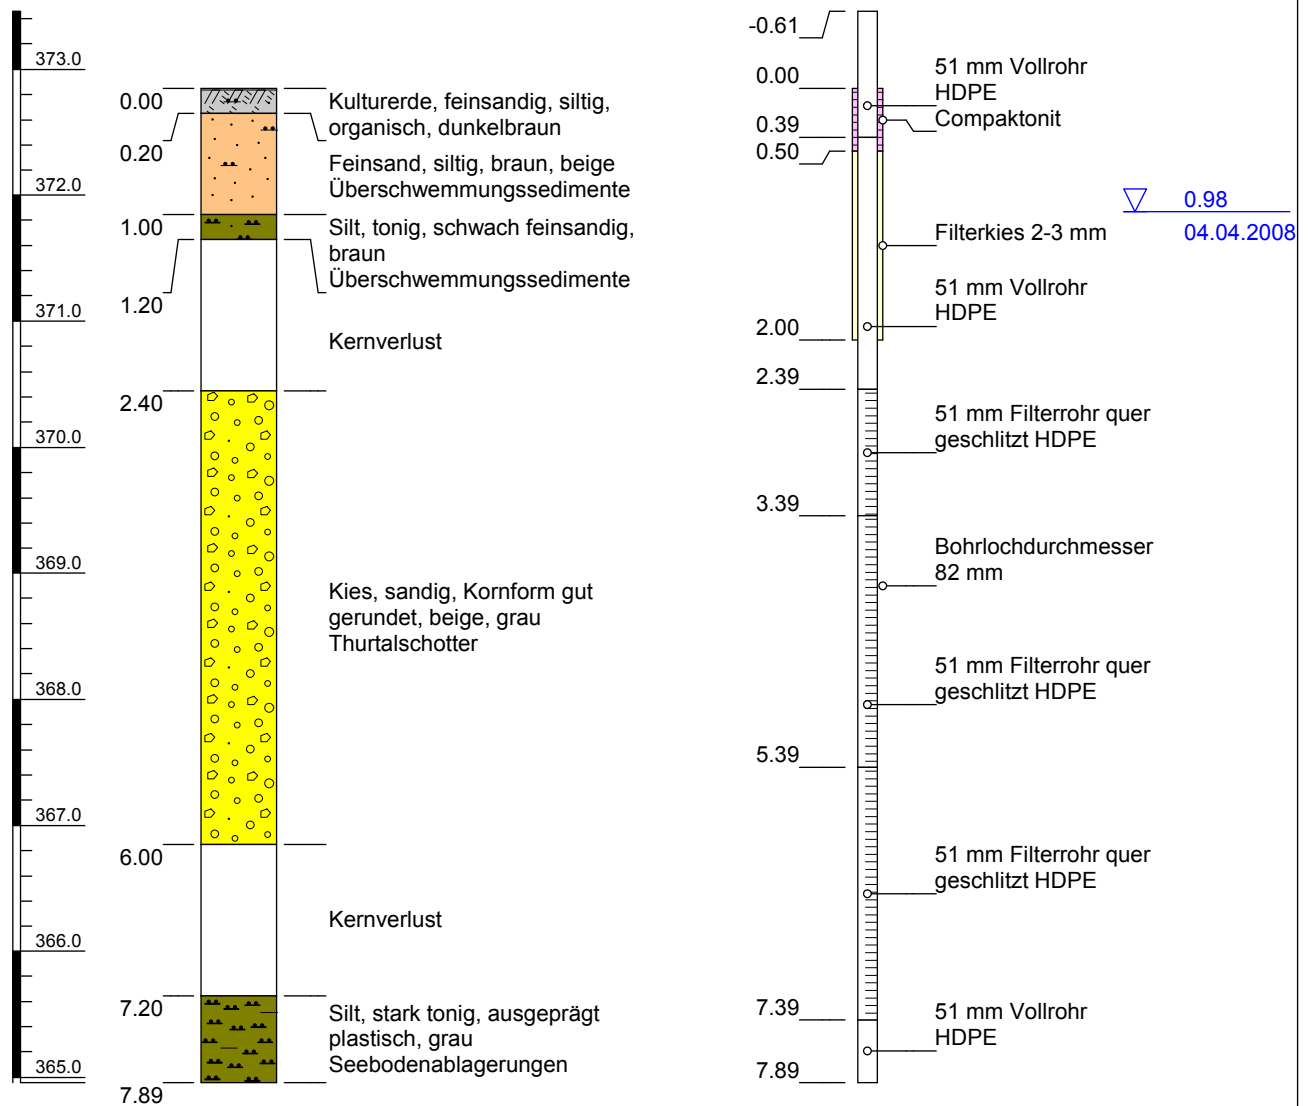 373.0
372.0
371.0
370.0
369.0
368.0
367.0
366.0
365.0
0.00
0.20
1.00
1.20
2.40
6.00
7.20
7.89
Kulturerde, feinsandig, siltig,
organisch, dunkelbraun
Feinsand, siltig, braun, beige
Überschwemmungssedimente
Silt, tonig, schwach feinsandig,
braun
Überschwemmungssedimente
Kernverlust
Kies, sandig, Kornform gut
gerundet, beige, grau
Thurtalschotter
Kernverlust
Silt, stark tonig, ausgeprägt
plastisch, grau
Seebodenablagerungen
-0.61
0.00
0.39
0.50
2.00
2.39
3.39
5.39
7.39
7.89
51 mm Vollrohr
HDPE
Compaktonit
Filterkies 2-3 mm
51 mm Vollrohr
HDPE
51 mm Filterrohr quer
geschlitzt HDPE
Bohrlochdurchmesser
82 mm
51 mm Filterrohr quer
geschlitzt HDPE
51 mm Filterrohr quer
geschlitzt HDPE
51 mm Vollrohr
HDPE
0.98
04.04.2008